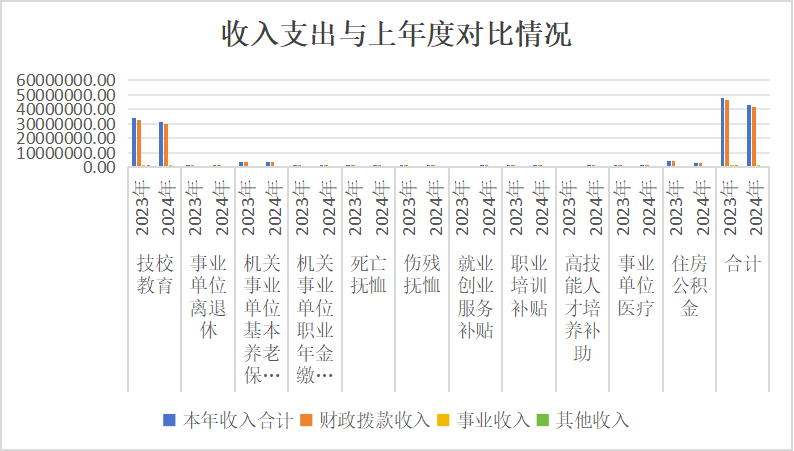 收入支出与上年度对比情况
60000000.00
50000000.00
40000000.00
30000000.00
20000000.00
10000000.00
0.00
2023年 2024年 2023年 2024年 2023年 2024年 2023年 2024年 2023年 2024年 2023年 2024年 2023年 2024年 2023年 2024年 2023年 2024年 2023年 2024年 2023年 2024年 2023年 2024年
技校
教育
事业
单位
离退
休
机关
事业
单位
基本
养老
保…
机关
事业
单位
职业
年金
缴…
死亡
抚恤
伤残
抚恤
就业
创业
服务
补贴
职业
培训
补贴
高技
能人
才培
养补
助
事业
单位
医疗
住房
公积
金
合计
本年收入合计 财政拨款收入 事业收入 其他收入